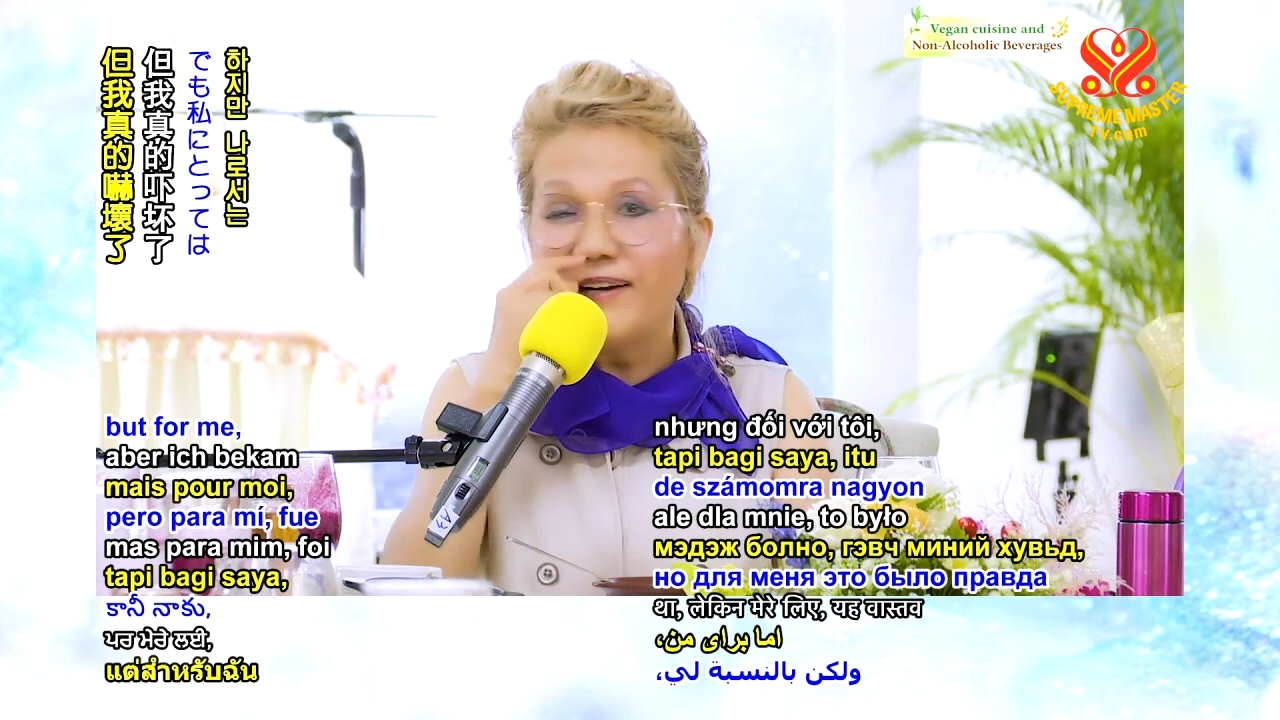 Vegan cuisine and
Non-Alcoholic Beverages
SUPREME MASTER
TV.com
하지만 나로서는
でも私にとっては
但我真的吓坏了
但我真的嚇壞了
A3
but for me,
aber ich bekam
mais pour moi,
pero para mí, fue
mas para mim, foi
tapi bagi saya,
కానీ నాకు,
ਪਰ ਮੇਰੇ ਲਈ,
แต่สำหรับฉัน
nhưng đối với tôi,
tapi bagi saya, itu
de számomra nagyon
ale dla mnie, to było
мэдэж болно, гэвч миний хувьд,
но для меня это было правда
था, लेकिन मेरे लिए, यह वास्तव
اما برای من،
ولكن بالنسبة لي،